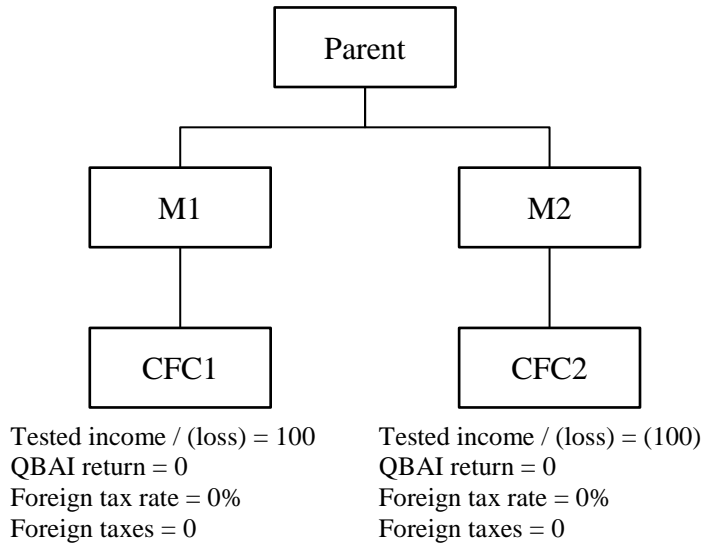 Parent
M1
M2
CFC1
CFC2
Tested income / (loss) = 100
QBAI return = 0
Foreign tax rate = 0%
Foreign taxes = 0
Tested income / (loss) = (100)
QBAI return = 0
Foreign tax rate = 0%
Foreign taxes = 0